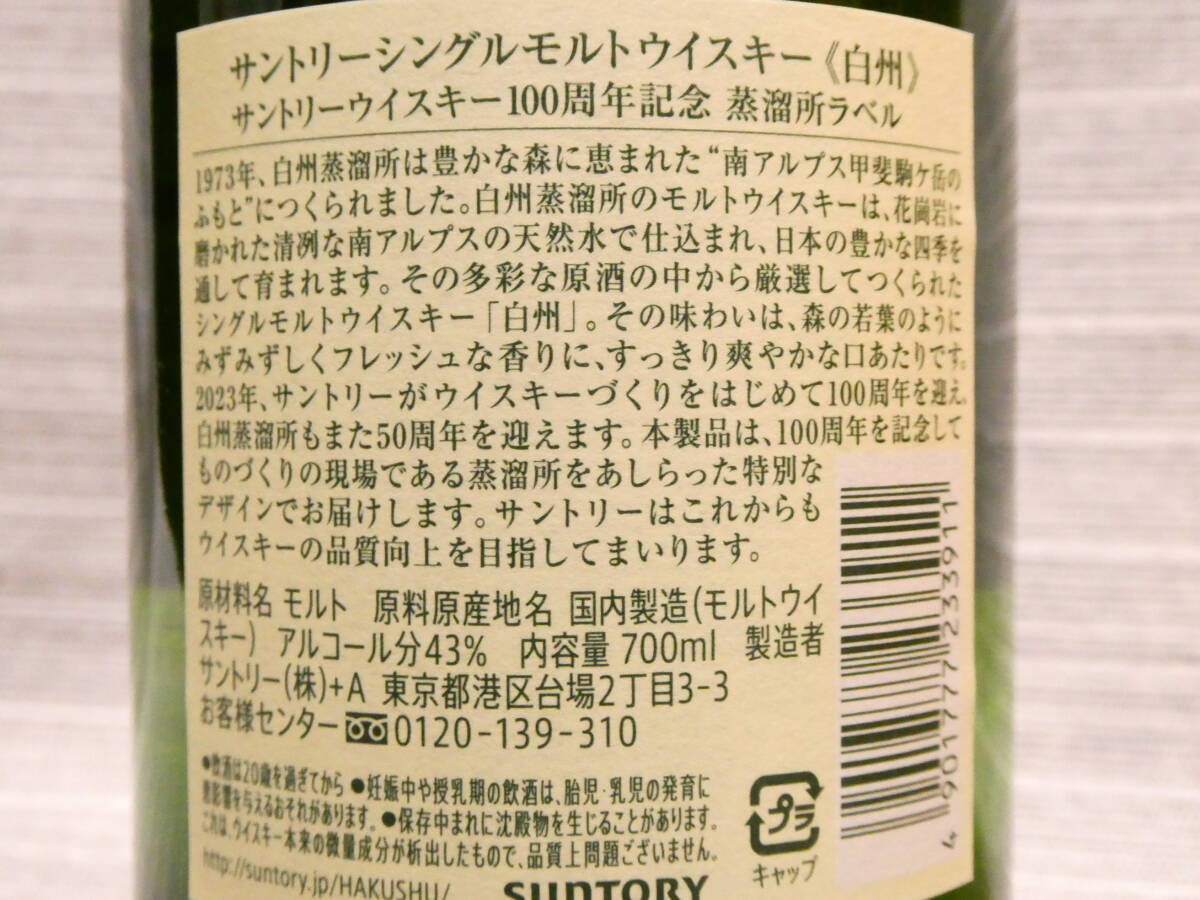 サントリーシングルモルトウイスキー《白州》
サントリーウイスキー100周年記念 蒸溜所ラベル
1973年、白州蒸溜所は豊かな森に恵まれた“南アルプス甲斐駒ケ岳の
ふもと”につくられました。白州蒸溜所のモルトウイスキーは、花崗岩に
磨かれた清冽な南アルプスの天然水で仕込まれ、日本の豊かな四季を
通して育まれます。その多彩な原酒の中から厳選してつくられた
シングルモルトウイスキー「白州」。その味わいは、森の若葉のように
みずみずしくフレッシュな香りに、すっきり爽やかな口あたりです。
2023年、サントリーがウイスキーづくりをはじめて100周年を迎え、
白州蒸溜所もまた50周年を迎えます。本製品は、100周年を記念して
ものづくりの現場である蒸溜所をあしらった特別な
デザインでお届けします。サントリーはこれからも
ウイスキーの品質向上を目指してまいります。
原材料名 モルト 原料原産地名 国内製造(モルトウイ
スキー) アルコール分43% 内容量 700ml 製造者
サントリー(株)+A 東京都港区台場2丁目3-3
お客様センター 0120-139-310
●飲酒は20歳を過ぎてから ●妊娠中や授乳期の飲酒は、胎児・乳児の発育に
悪影響を与えるおそれがあります。●保存中まれに沈殿物を生じることがあります。
これは、ウイスキー本来の微量成分が析出したもので、品質上問題ございません。
http://suntory.jp/HAKUSHU/
SUNTORY
プラ
キャップ
4 901777 233911